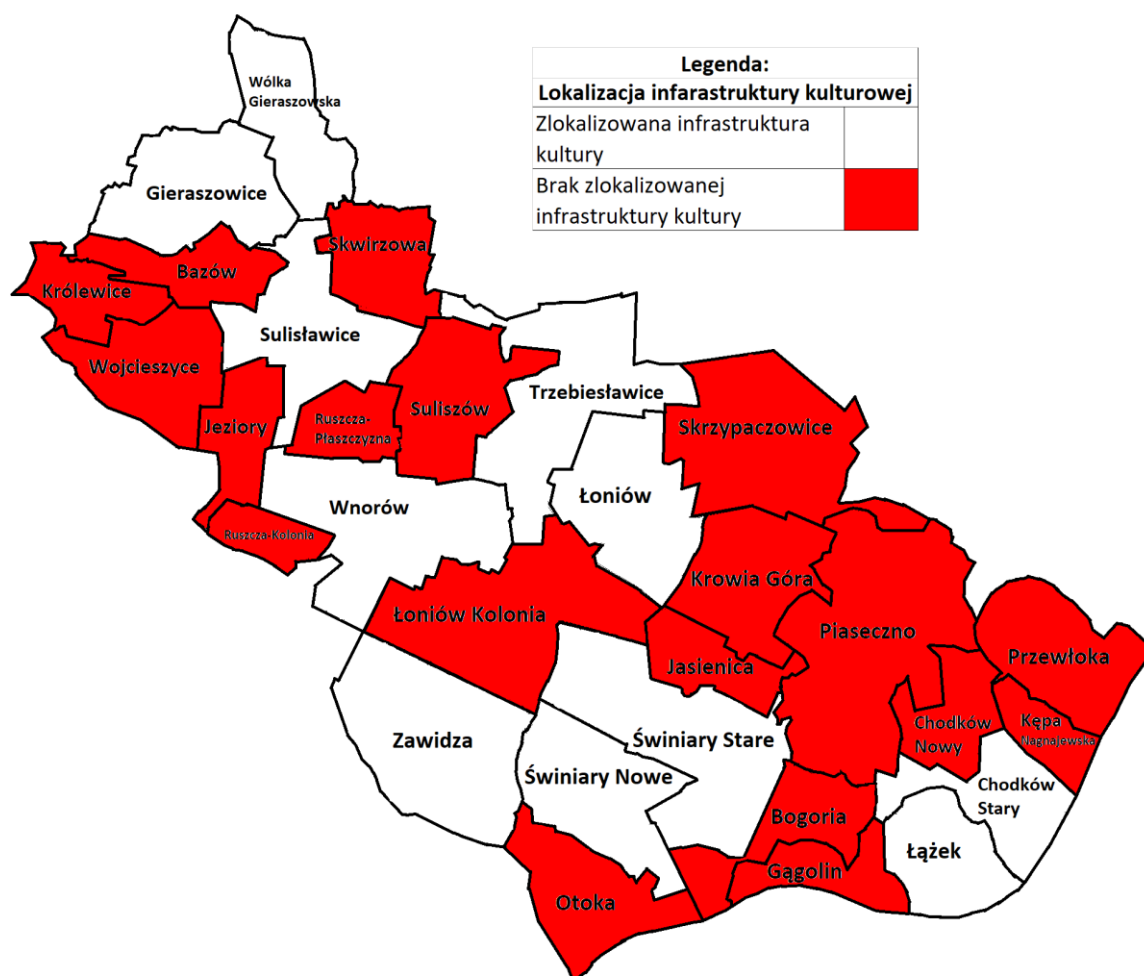 Legenda:
Lokalizacja infarastruktury kulturowej
Zlokalizowana infrastruktura
kultury
Brak zlokalizowanej
infrastruktury kultury
Wólka
Gieraszowska
Gieraszowice
Skwirzowa
Bazów
Królewice
Sulisławice
Wojcieszyce
Trzebiesławice
Suliszów
Jeziory
Ruszcza-
Płaszczyzna
Skrzypaczowice
Łoniów
Wnorów
Ruszcza-Kolonia
Krowia Góra
Łoniów Kolonia
Piaseczno
Przewłoka
Jasienica
Chodków
Nowy
Kępa
Nagnajewska
Zawidza
Świniary Stare
Świniary Nowe
Chodków
Stary
Bogoria
Łążek
Gągolin
Otoka